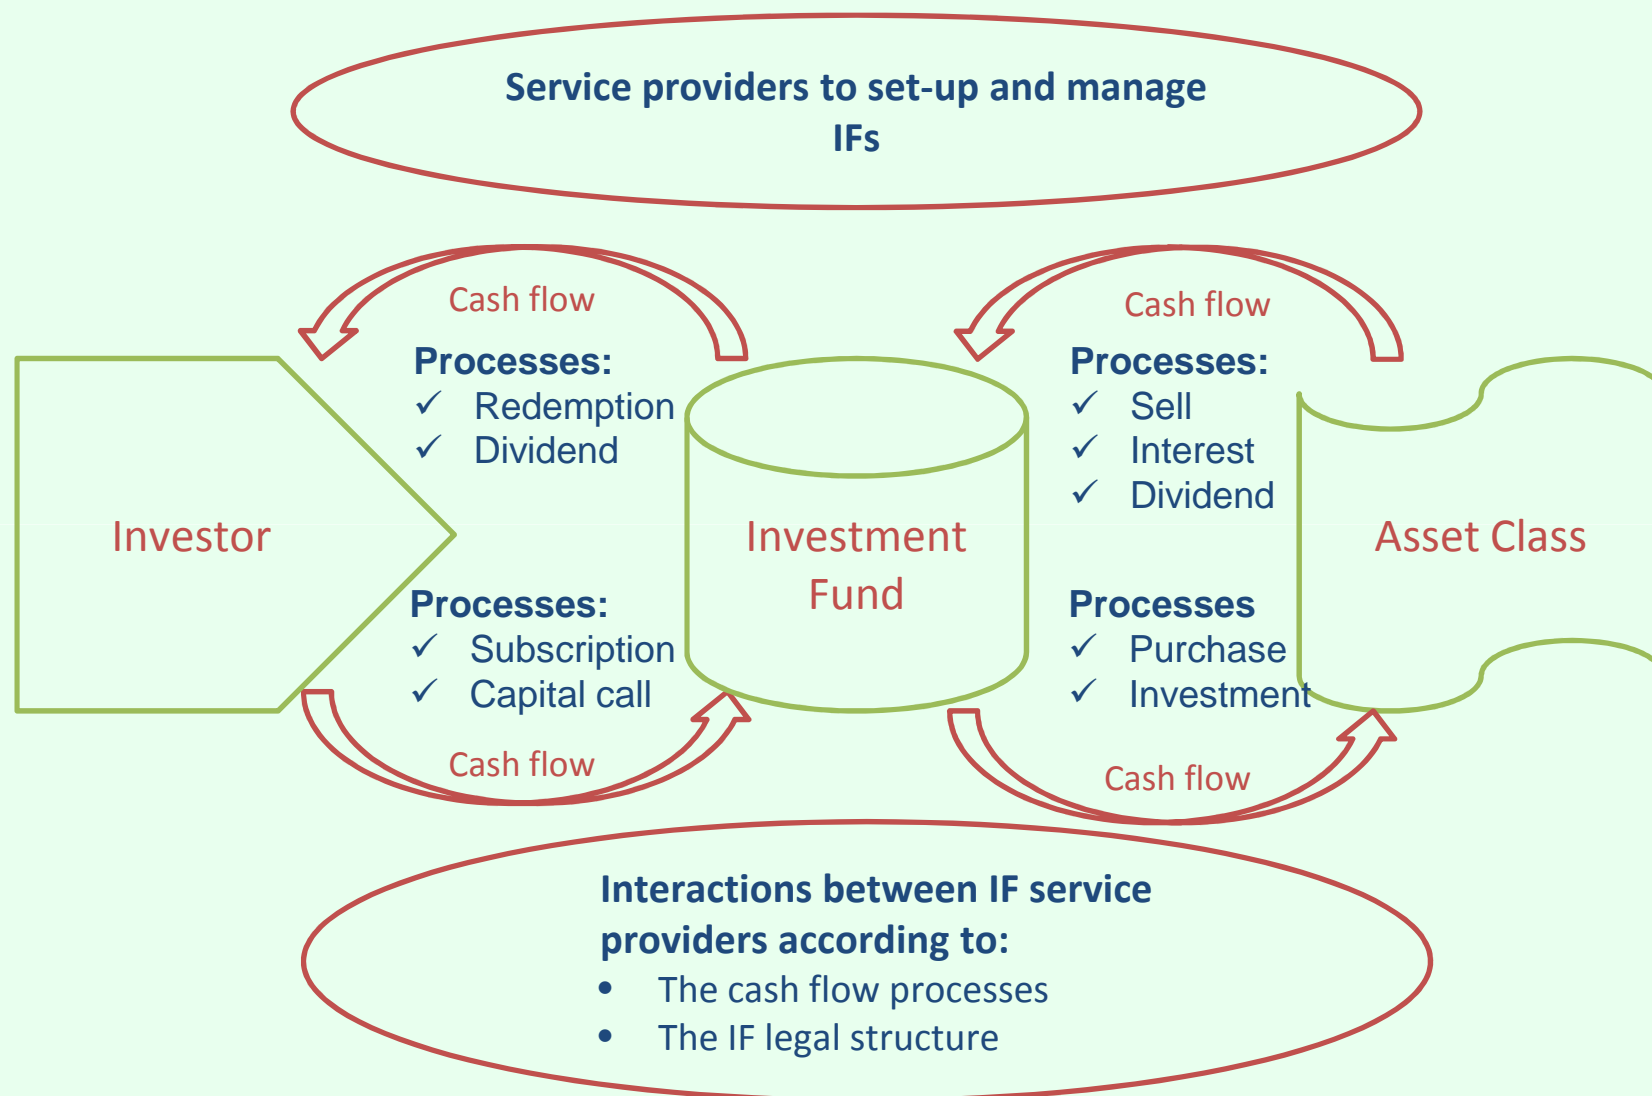 Service providers to set-up and manage
IFs
Cash flow
Cash flow
Processes:
✓ Redemption
✓ Dividend
Processes:
✓ Sell
✓ Interest
✓ Dividend
Investor
Investment
Fund
Asset Class
Processes:
✓ Subscription
✓ Capital call
Processes
✓ Purchase
✓ Investment
Cash flow
Cash flow
Interactions between IF service
providers according to:
• The cash flow processes
• The IF legal structure